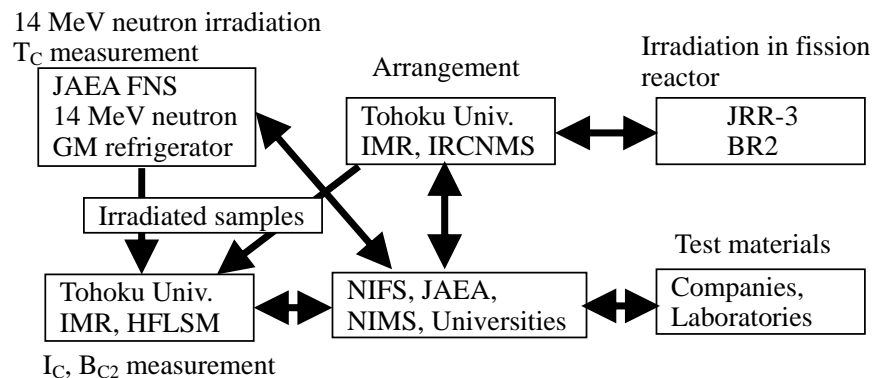 14 MeV neutron irradiation
T_C measurement
JAEA FNS
14 MeV neutron
GM refrigerator
Arrangement
Tohoku Univ.
IMR, IRCNMS
Irradiation in fission
reactor
JRR-3
BR2
Irradiated samples
Tohoku Univ.
IMR, HFLSM
I_C, B_C2 measurement
NIFS, JAEA,
NIMS, Universities
Test materials
Companies,
Laboratories